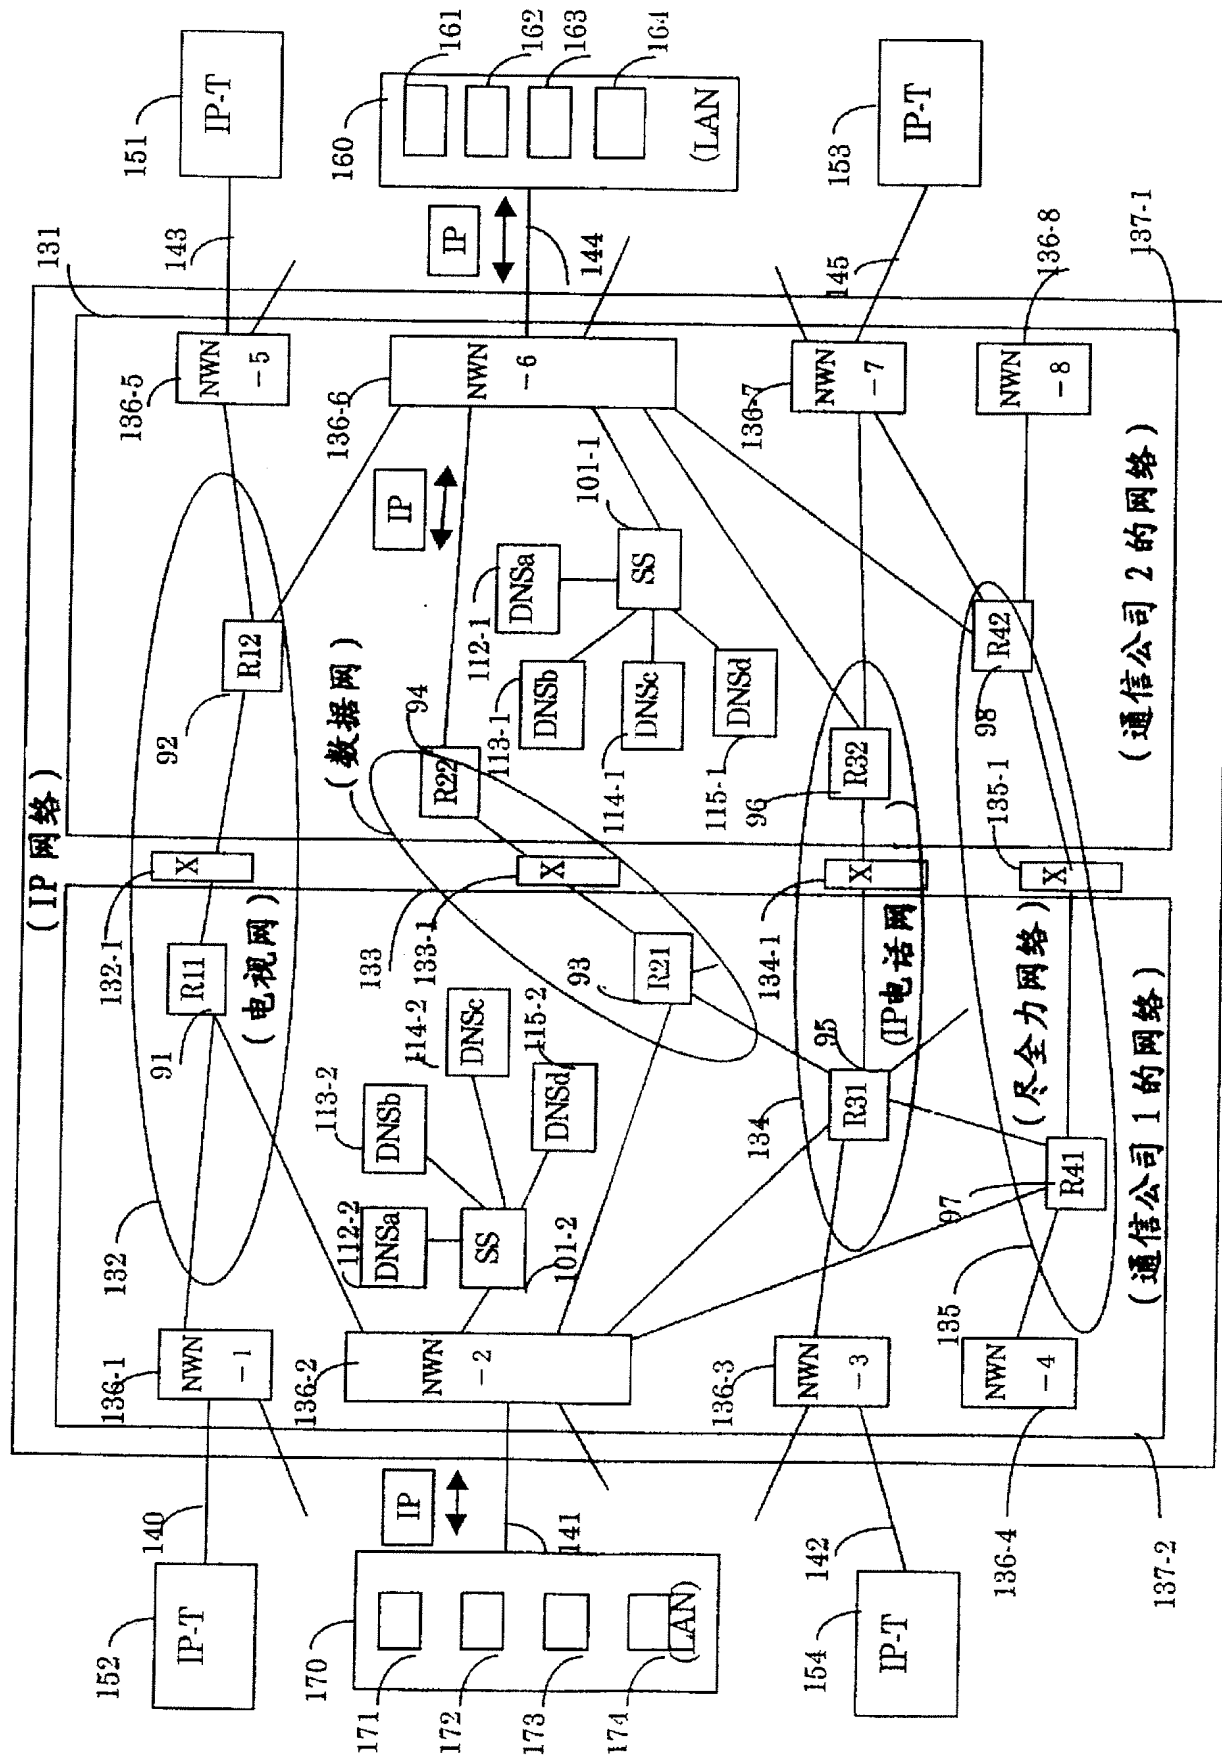 (IP 网络)
131
152
136-1
132
132-1
136-5
151
140
91
92
143
IP-T
NWN
－1
R11
X
R12
NWN
－5
IP-T
(电视网)
170
136-2
112-2
113-2
(数据网)
136-6
160
171
172
173
174
(LAN)
IP
141
NWN
－2
DNSa
DNSb
SS
101-2
114-2
DNSc
115-2
DNSd
133
133-1
X
93
R21
94
R22
IP
112-1
DNSa
113-1
DNSb
114-1
DNSc
115-1
DNSd
SS
101-1
NWN
－6
IP
144
161
162
163
164
(LAN
136-3
134
95
134-1
96
136-7
145
153
154
142
IP-T
NWN
－3
R31
X
R32
NWN
－7
IP-T
(IP电话网
135
97
98
135-1
136-4
NWN
－4
R41
(尽全力网络)
X
R42
NWN
－8
136-8
137-2
(通信公司 1 的网络)
(通信公司 2 的网络)
137-1